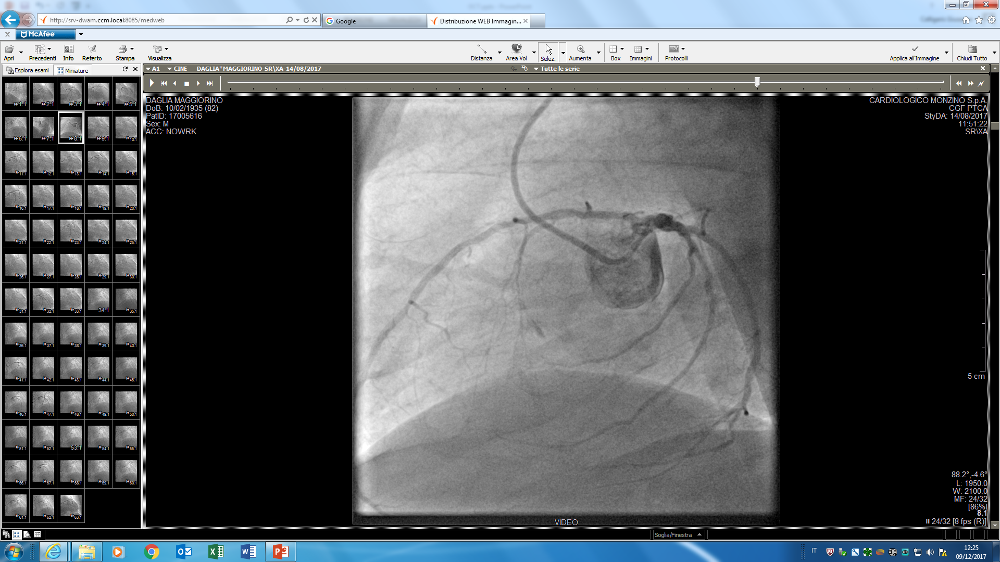 http://srv-dwam.ccm.local:8085/medweb
Google
Distribuzione WEB Immagin...
McAfee
Apri
Precedenti
Info
Referto
Stampa
Visualizza
Distanza
Area Vol
Selez.
Aumenta
Box
Immagini
Protocolli
Applica all'Immagine
Chiudi Tutto
Esplora esami
Miniature
A1
CINE
DAGLIA*MAGGIORINO-SR\XA-14/08/2017
Tutte le serie
1.1 2.1 3.1 4.1 5.1
6.1 7.1 8.1 9.1 10.1
11.1 12.1 13.1 14.1 15.1
16.1 17.1 18.1 19.1 20.1
21.1 22.1 23.1 24.1 25.1
26.1 27.1 28.1 29.1 30.1
31.1 32.1 33.1 34.1 35.1
36.1 37.1 38.1 39.1 40.1
41.1 42.1 43.1 44.1 45.1
46.1 47.1 48.1 49.1 50.1
51.1 52.1 53.1 54.1 55.1
56.1 57.1 58.1 59.1 60.1
61.1 62.1 63.1
DAGLIA MAGGIORINO
DoB: 10/02/1935 (82)
PatID: 17005616
Sex: M
ACC: NOWRK
CARDIOLOGICO MONZINO S.p.A
CGF PTCA
StyDA: 14/08/2017
11:51:22
SR\XA
5 cm
88.2°,-4.6°
L: 1950.0
W: 2100.0
MF: 24/32
[86%]
8.1
24/32 [8 fps (R)]
VIDEO
Soglia/Finestra
IT
12:25
09/12/2017